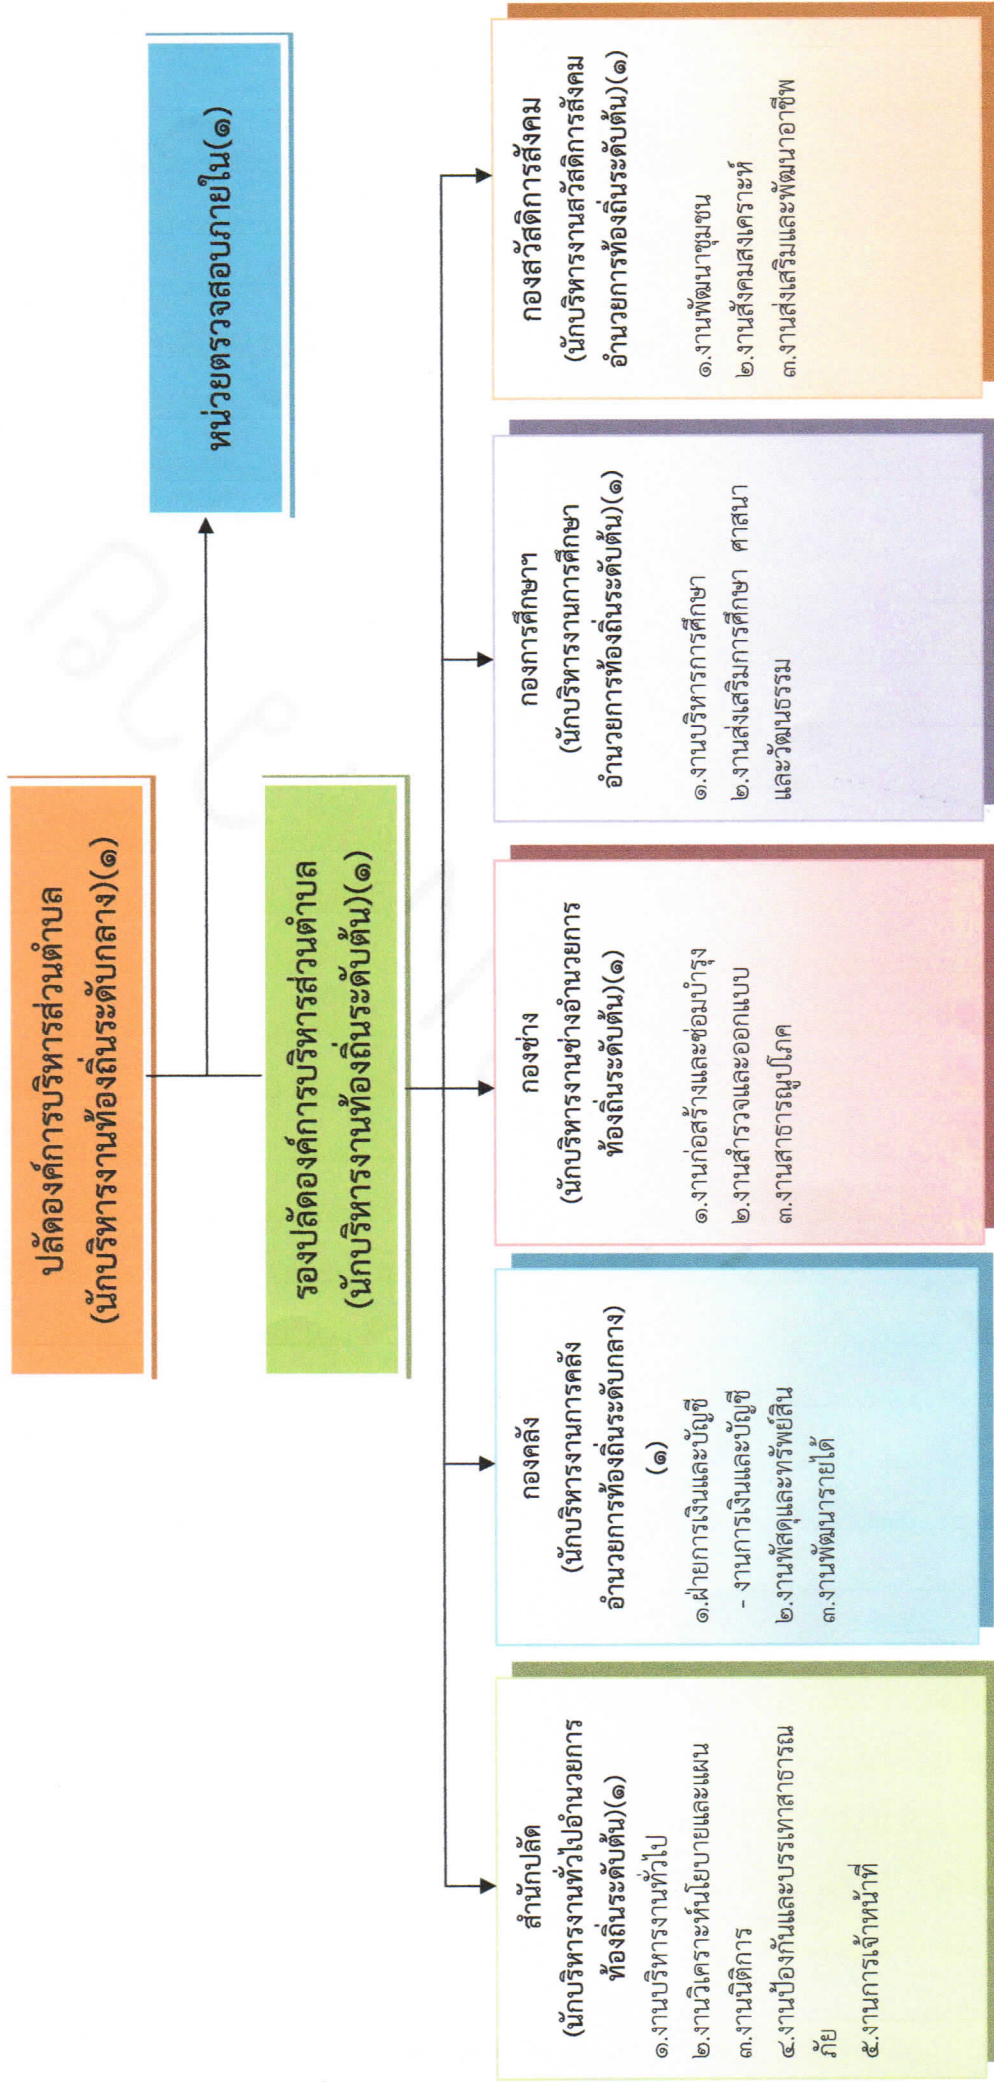 ปลัดองค์การบริหารส่วนตำบล
(นักบริหารงานท้องถิ่นระดับกลาง)(๑)
หน่วยตรวจสอบภายใน(๑)
รองปลัดองค์การบริหารส่วนตำบล
(นักบริหารงานท้องถิ่นระดับต้น)(๑)
สำนักปลัด
(นักบริหารงานทั่วไปอำนวยการ
ท้องถิ่นระดับต้น)(๑)
๑.งานบริหารงานทั่วไป
๒.งานวิเคราะห์นโยบายและแผน
๓.งานนิติการ
๔.งานป้องกันและบรรเทาสาธารณ
ภัย
๕.งานการเจ้าหน้าที่
กองคลัง
(นักบริหารงานการคลัง
อำนวยการท้องถิ่นระดับกลาง)
(๑)
๑.ฝ่ายการเงินและบัญชี
- งานการเงินและบัญชี
๒.งานพัสดุและทรัพย์สิน
๓.งานพัฒนารายได้
กองช่าง
(นักบริหารงานช่างอำนวยการ
ท้องถิ่นระดับต้น)(๑)
๑.งานก่อสร้างและซ่อมบำรุง
๒.งานสำรวจและออกแบบ
๓.งานสาธารณูปโภค
กองการศึกษาฯ
(นักบริหารงานการศึกษา
อำนวยการท้องถิ่นระดับต้น)(๑)
๑.งานบริหารการศึกษา
๒.งานส่งเสริมการศึกษา ศาสนา
และวัฒนธรรม
กองสวัสดิการสังคม
(นักบริหารงานสวัสดิการสังคม
อำนวยการท้องถิ่นระดับต้น)(๑)
๑.งานพัฒนาชุมชน
๒.งานสังคมสงเคราะห์
๓.งานส่งเสริมและพัฒนาอาชีพ